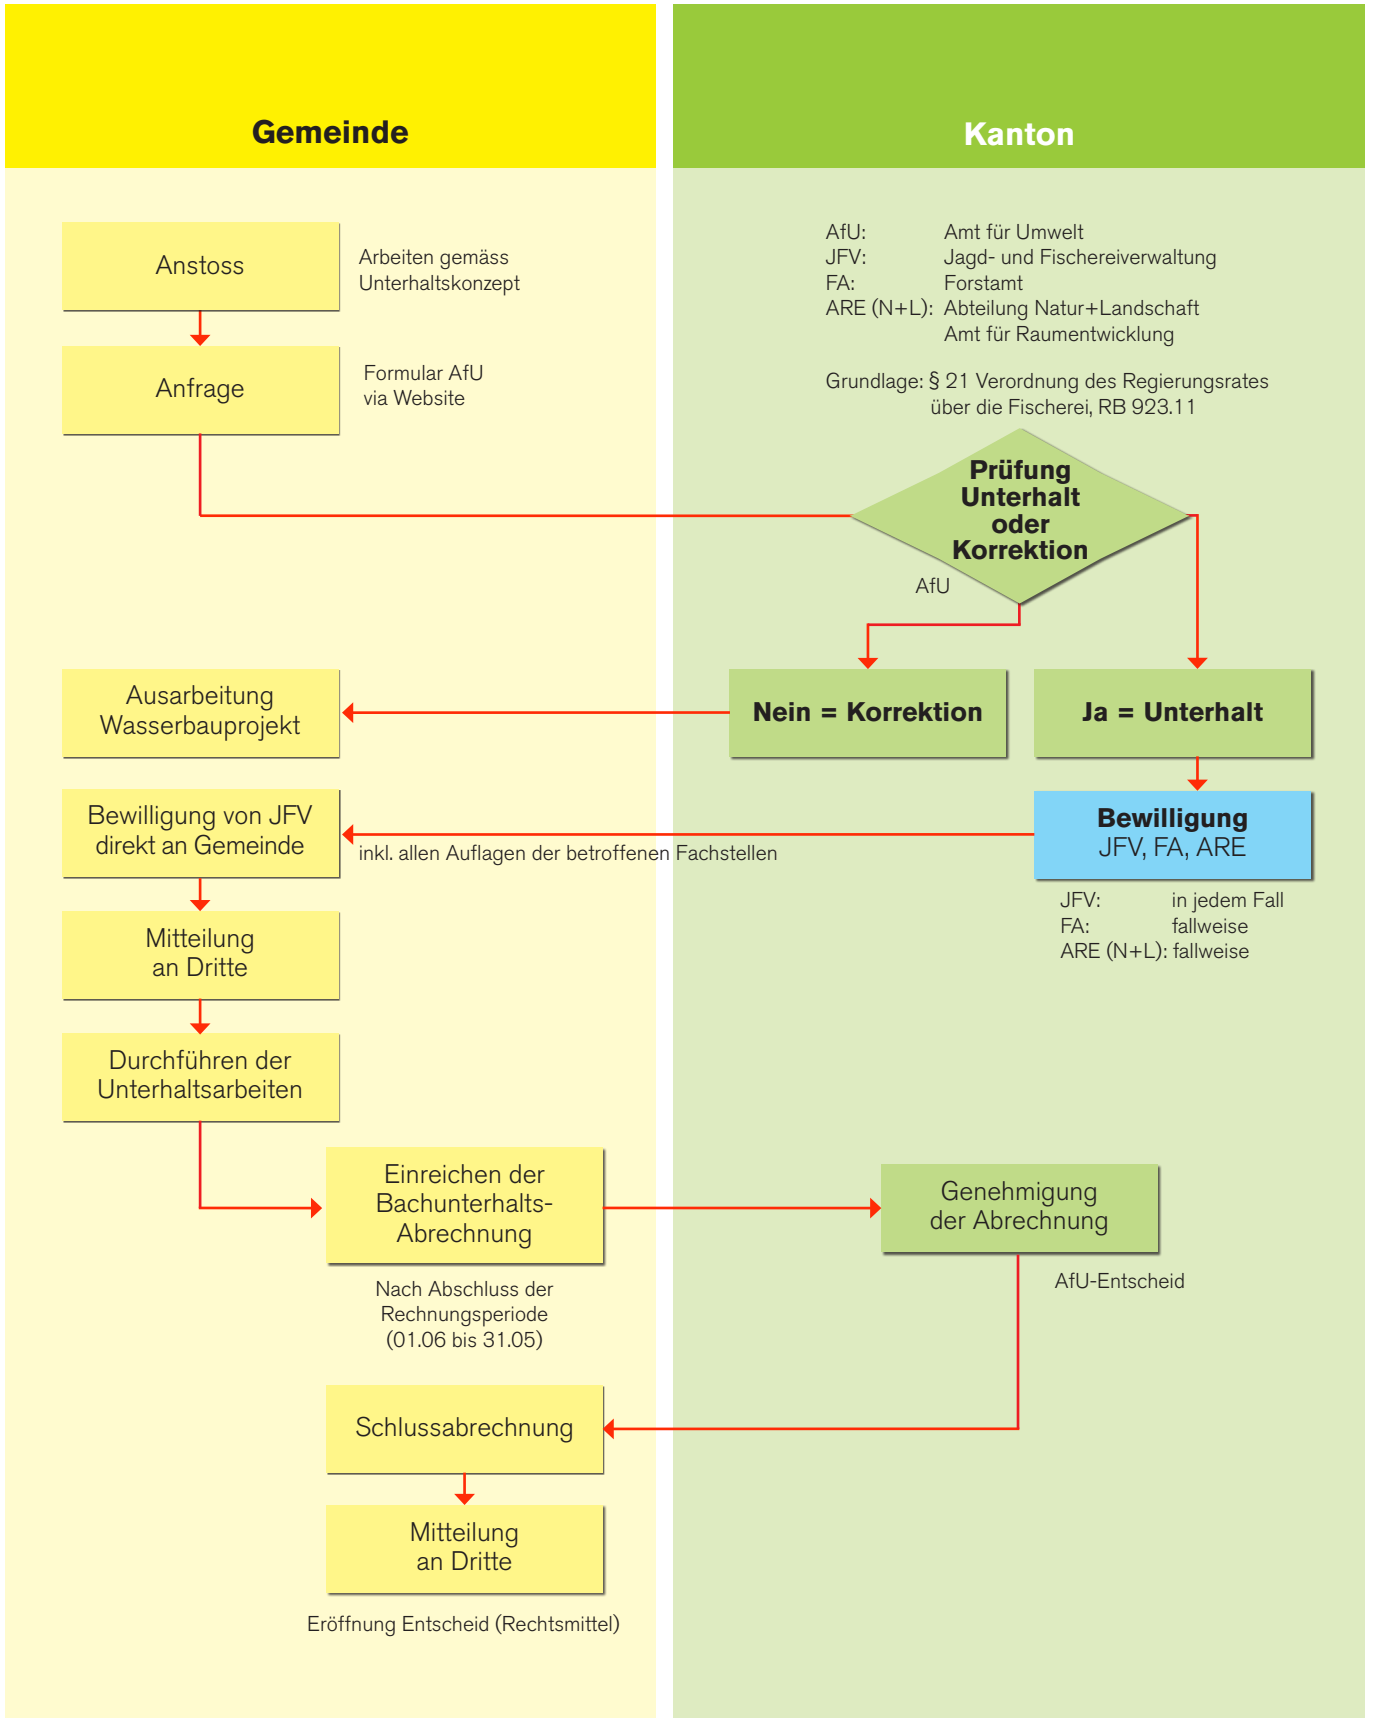 Gemeinde
Kanton
Anstoss
Arbeiten gemäss
Unterhaltskonzept
AfU: Amt für Umwelt
JFV: Jagd- und Fischereiverwaltung
FA: Forstamt
ARE (N+L): Abteilung Natur+Landschaft
Amt für Raumentwicklung
Anfrage
Formular AfU
via Website
Grundlage: § 21 Verordnung des Regierungsrates
über die Fischerei, RB 923.11
Prüfung
Unterhalt
oder
Korrektion
AfU
Ausarbeitung
Wasserbauprojekt
Nein = Korrektion
Ja = Unterhalt
Bewilligung von JFV
direkt an Gemeinde
inkl. allen Auflagen der betroffenen Fachstellen
Bewilligung
JFV, FA, ARE
JFV: in jedem Fall
FA: fallweise
ARE (N+L): fallweise
Mitteilung
an Dritte
Durchführen der
Unterhaltsarbeiten
Einreichen der
Bachunterhalts-
Abrechnung
Nach Abschluss der
Rechnungsperiode
(01.06 bis 31.05)
Genehmigung
der Abrechnung
AfU-Entscheid
Schlussabrechnung
Mitteilung
an Dritte
Eröffnung Entscheid (Rechtsmittel)